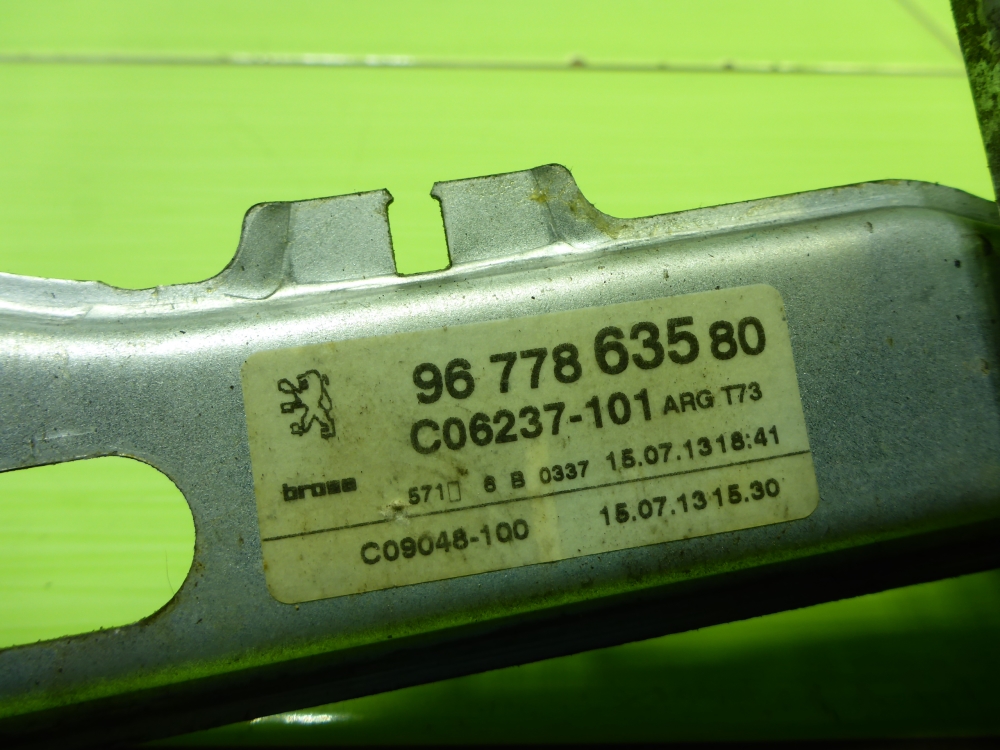 96 778 635 80
C06237-101 ARG T73
brose 571 6 B 0337 15.07.13 18:41
C09048-100 15.07.13 15.30